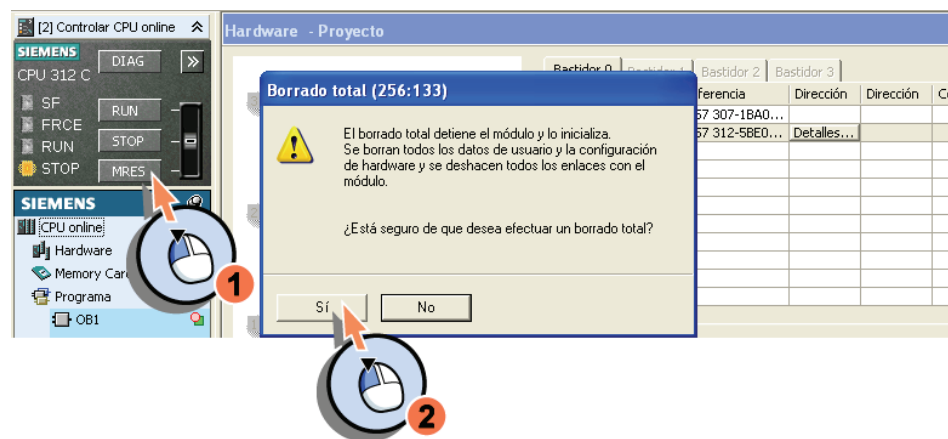 [2] Controlar CPU online
SIEMENS
CPU 312 C
DIAG
SF
FRCE
RUN
STOP
RUN
STOP
MRES
SIEMENS
CPU online
Hardware
Memory Car
Programa
OB1
Hardware - Proyecto
Bastidor 0
Bastidor 2
Bastidor 3
ferencia
Dirección
Dirección
57 307-1BA0...
57 312-5BE0...
Detalles...
Borrado total (256:133)
El borrado total detiene el módulo y lo inicializa.
Se borran todos los datos de usuario y la configuración
de hardware y se deshacen todos los enlaces con el
módulo.
¿Está seguro de que desea efectuar un borrado total?
Sí
No
1
2